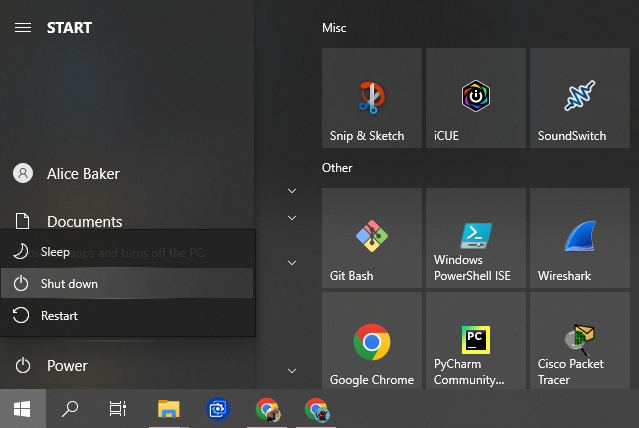 START
Alice Baker
Documents
Sleep
apps and turns off the PC.
Shut down
Restart
Power
Misc
Snip & Sketch
iCUE
SoundSwitch
Other
Git Bash
Windows
PowerShell ISE
Wireshark
Google Chrome
PC
PyCharm
Community...
Cisco Packet
Tracer